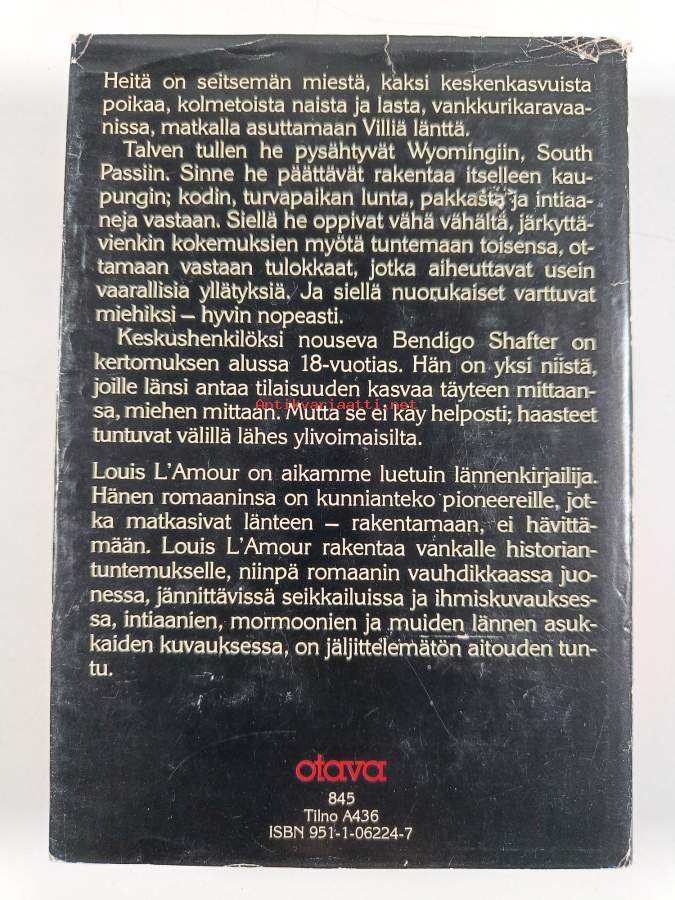 Heitä on seitsemän miestä, kaksi keskenkasvuista
poikaa, kolmetoista naista ja lasta, vankkurikaravaa-
nissa, matkalla asuttamaan Villiä länttä.
Talven tullen he pysähtyvät Wyomingiin, South
Passiin. Sinne he päättävät rakentaa itselleen kau-
pungin; kodin, turvapaikan lunta, pakkasta ja intiaa-
neja vastaan. Siellä he oppivat vähä vähältä, järkyttä-
vienkin kokemuksien myötä tuntemaan toisensa, ot-
tamaan vastaan tulokkaat, jotka aiheuttavat usein
vaarallisia yllätyksiä. Ja siellä nuorukaiset varttuvat
miehiksi – hyvin nopeasti.
Keskushenkilöksi nouseva Bendigo Shafter on
kertomuksen alussa 18-vuotias. Hän on yksi niistä,
joille länsi antaa tilaisuuden kasvaa täyteen mittaan-
sa, miehen mittaan. Mutta se ei käy helposti; haasteet
Antikvariaatti.net
tuntuvat välillä lähes ylivoimaisilta.
Louis L'Amour on aikamme luetuin lännenkirjailija.
Hänen romaaninsa on kunnianteko pioneereille, jot-
ka matkasivat länteen – rakentamaan, ei hävittä-
mään. Louis L'Amour rakentaa vankalle historian-
tuntemukselle, niinpä romaanin vauhdikkaassa juo-
nessa, jännittävissä seikkailuissa ja ihmiskuvaukses-
sa, intiaanien, mormoonien ja muiden lännen asuk-
kaiden kuvauksessa, on jäljittelemätön aitouden tun-
tu.
otava
845
Tilno A436
ISBN 951-1-06224-7